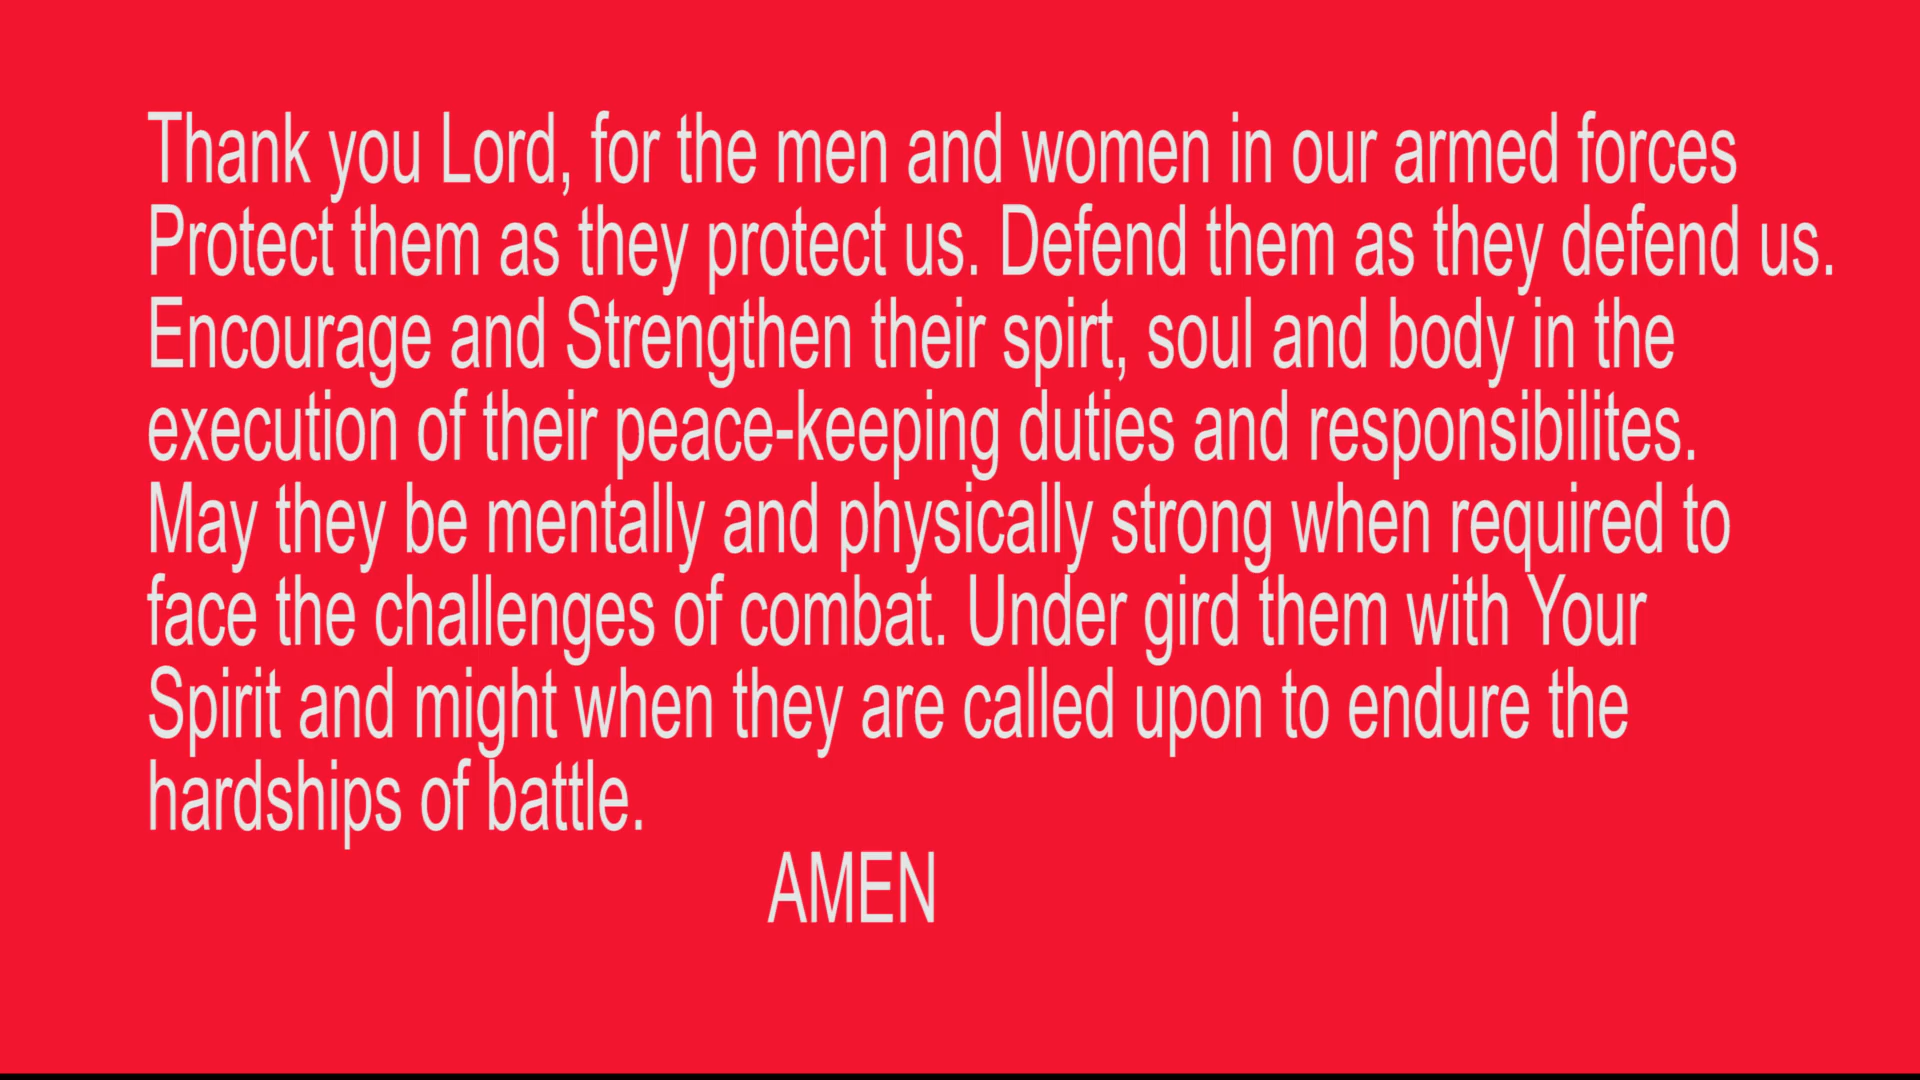 Thank you Lord, for the men and women in our armed forces
Protect them as they protect us. Defend them as they defend us.
Encourage and Strengthen their spirt, soul and body in the
execution of their peace-keeping duties and responsibilites.
May they be mentally and physically strong when required to
face the challenges of combat. Under gird them with Your
Spirit and might when they are called upon to endure the
hardships of battle.
AMEN